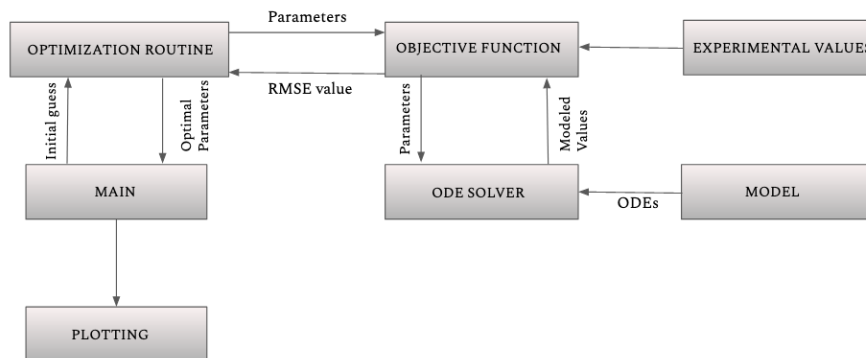 Parameters
OPTIMIZATION ROUTINE
OBJECTIVE FUNCTION
EXPERIMENTAL VALUES
RMSE value
Initial guess
Optimal
Parameters
Parameters
Modeled
Values
MAIN
ODE SOLVER
MODEL
ODEs
PLOTTING